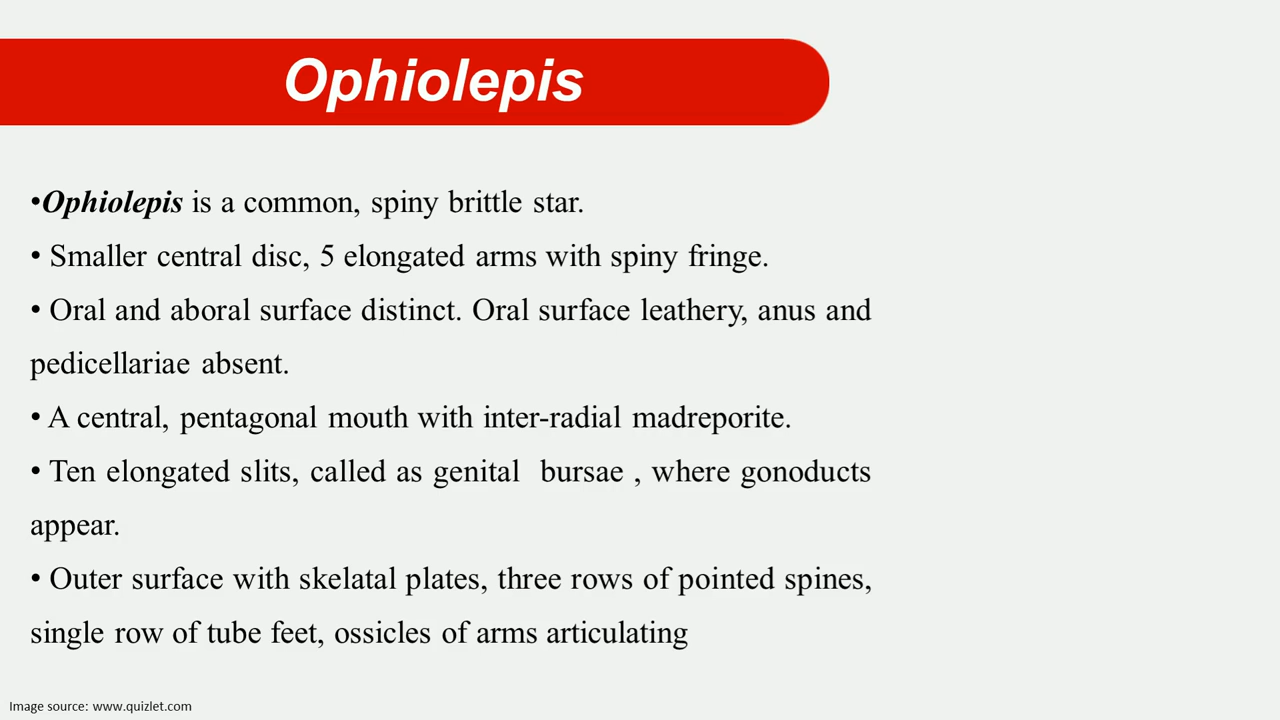 Ophiolepis
•Ophiolepis is a common, spiny brittle star.
• Smaller central disc, 5 elongated arms with spiny fringe.
• Oral and aboral surface distinct. Oral surface leathery, anus and
pedicellariae absent.
• A central, pentagonal mouth with inter-radial madreporite.
• Ten elongated slits, called as genital bursae , where gonoducts
appear.
• Outer surface with skelatal plates, three rows of pointed spines,
single row of tube feet, ossicles of arms articulating
Image source: www.quizlet.com